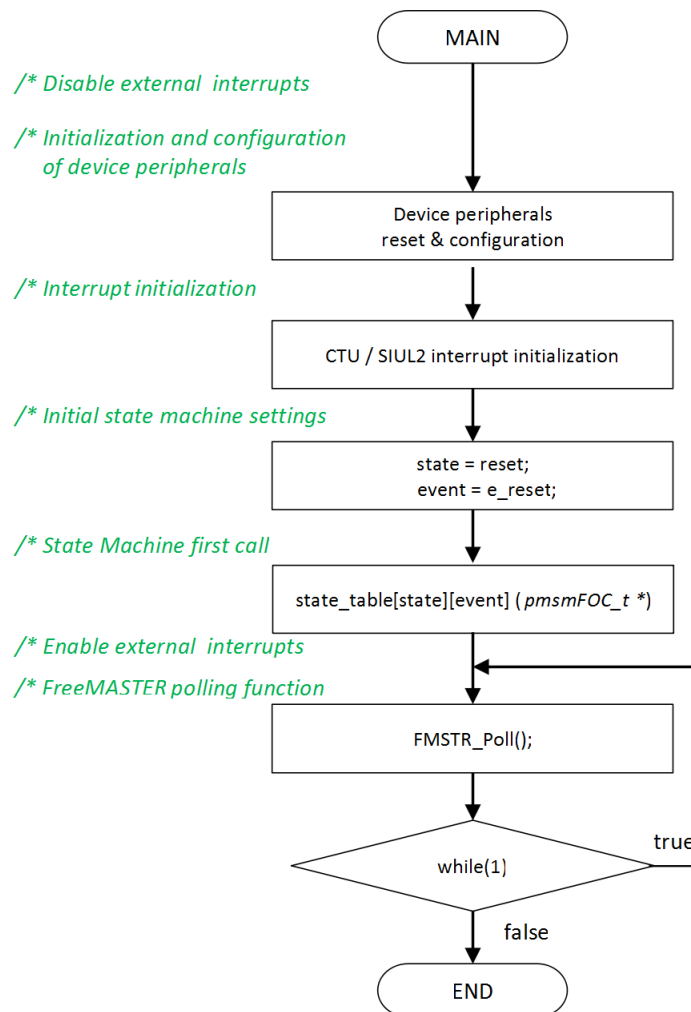 MAIN
/* Disable external  interrupts
/* Initialization and configuration
of device peripherals
Device peripherals
reset & configuration
/* Interrupt initialization
CTU / SIUL2 interrupt initialization
/* Initial state machine settings
state = reset;
event = e_reset;
/* State Machine first call
state_table[state][event] ( pmsmFOC_t *)
/* Enable external  interrupts
/* FreeMASTER polling function
FMSTR_Poll();
true
while(1)
false
END